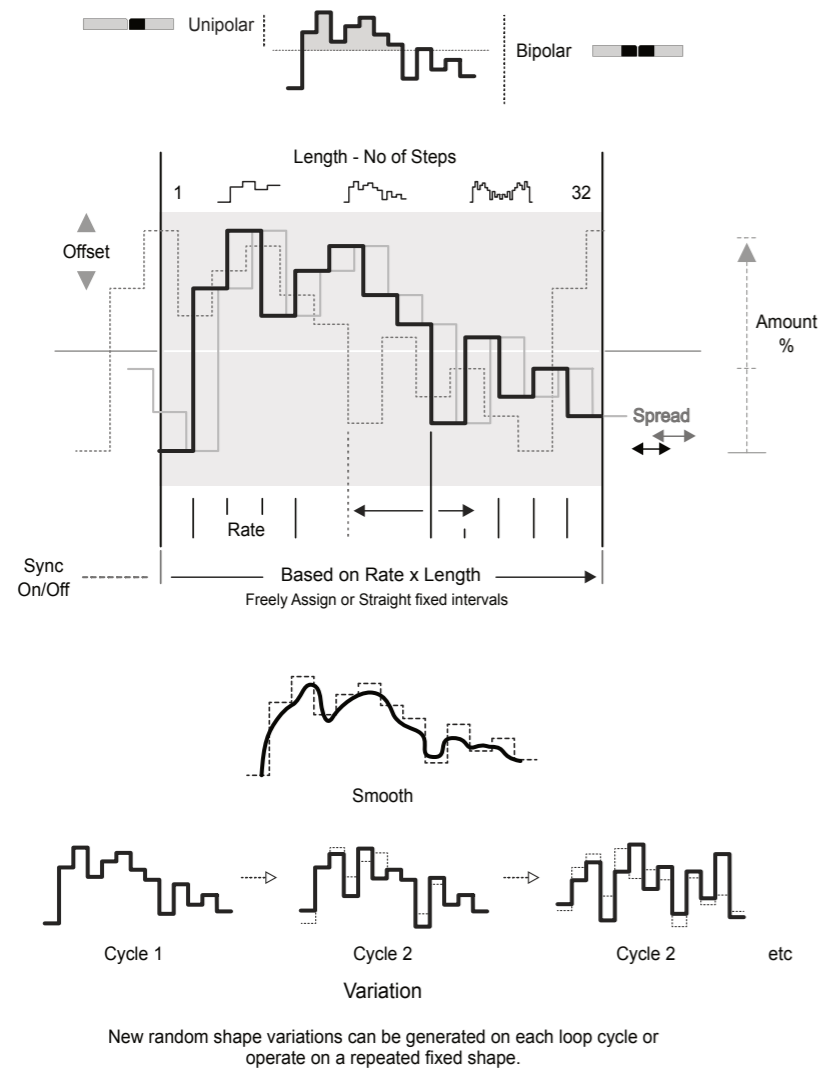 Unipolar
Bipolar
Length - No of Steps
1
32
Offset
Amount
%
Spread
Rate
Sync
On/Off
Based on Rate x Length
Freely Assign or Straight fixed intervals
Smooth
Cycle 1
Cycle 2
Cycle 2
etc
Variation
New random shape variations can be generated on each loop cycle or
operate on a repeated fixed shape.